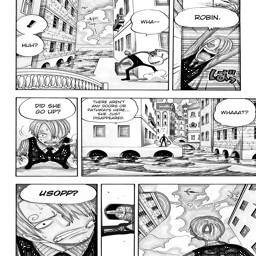 HUH?
WHA--
ROBIN.
DID SHE
GO UP?
THERE AREN'T
ANY DOORS OR
PATHWAYS HERE...
SHE JUST
DISAPPEARED.
WHAAAT?
USOPP?